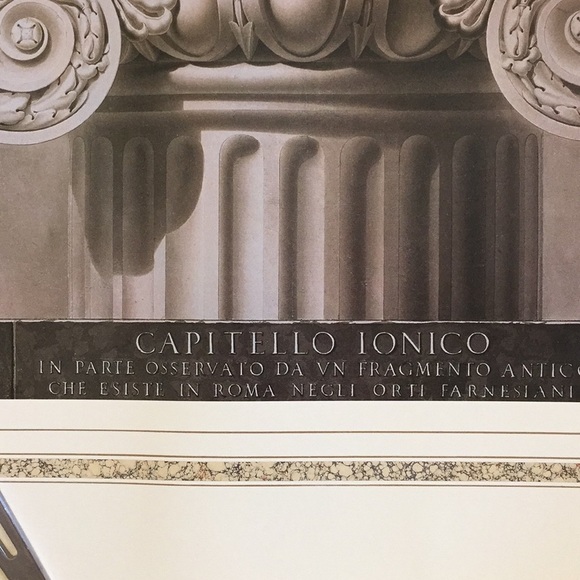 CAPITELLO IONICO
IN PARTE OSSERVATO DA VN FRAGMENTO ANTICO
CHE ESISTE IN ROMA NEGLI ORTI FARNESIANI